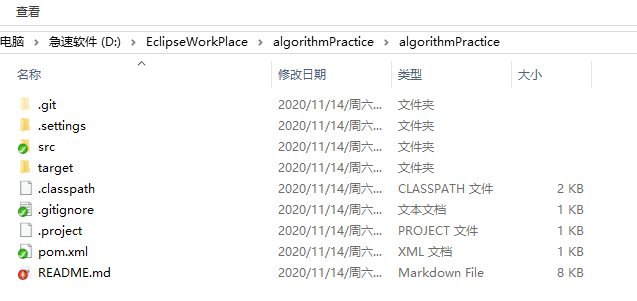 查看
电脑 > 急速软件 (D:) > EclipseWorkPlace > algorithmPractice > algorithmPractice
名称 修改日期 类型 大小
.git 2020/11/14/周六... 文件夹
.settings 2020/11/14/周六... 文件夹
src 2020/11/14/周六... 文件夹
target 2020/11/14/周六... 文件夹
.classpath 2020/11/14/周六... CLASSPATH 文件 2 KB
.gitignore 2020/11/14/周六... 文本文档 1 KB
.project 2020/11/14/周六... PROJECT 文件 1 KB
pom.xml 2020/11/14/周六... XML 文档 1 KB
README.md 2020/11/14/周六... Markdown File 8 KB